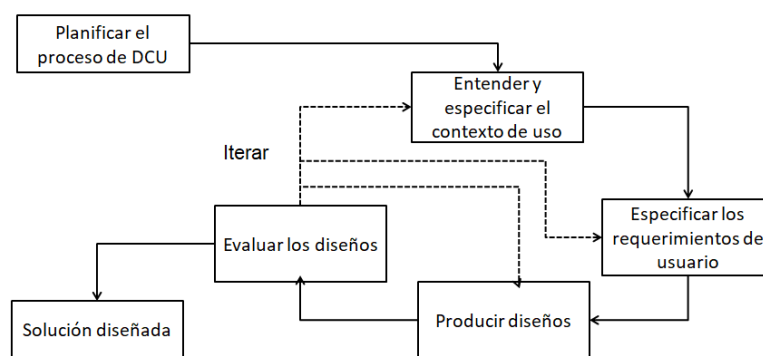 Planificar el
proceso de DCU
Entender y
especificar el
contexto de uso
Iterar
Especificar los
requerimientos de
usuario
Evaluar los diseños
Producir diseños
Solución diseñada